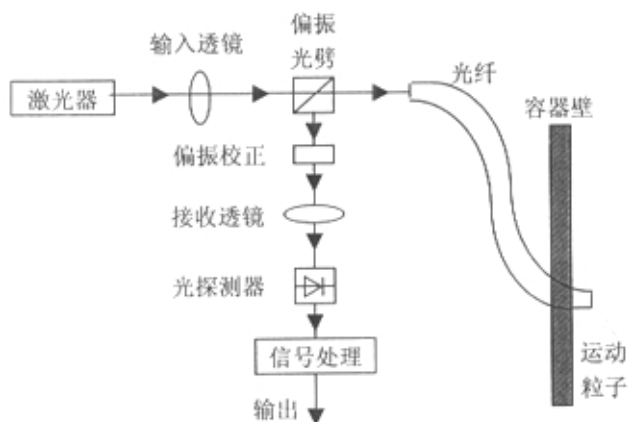 偏振
光劈
输入透镜
光纤
激光器
容器壁
偏振校正
接收透镜
光探测器
信号处理
运动
粒子
输出